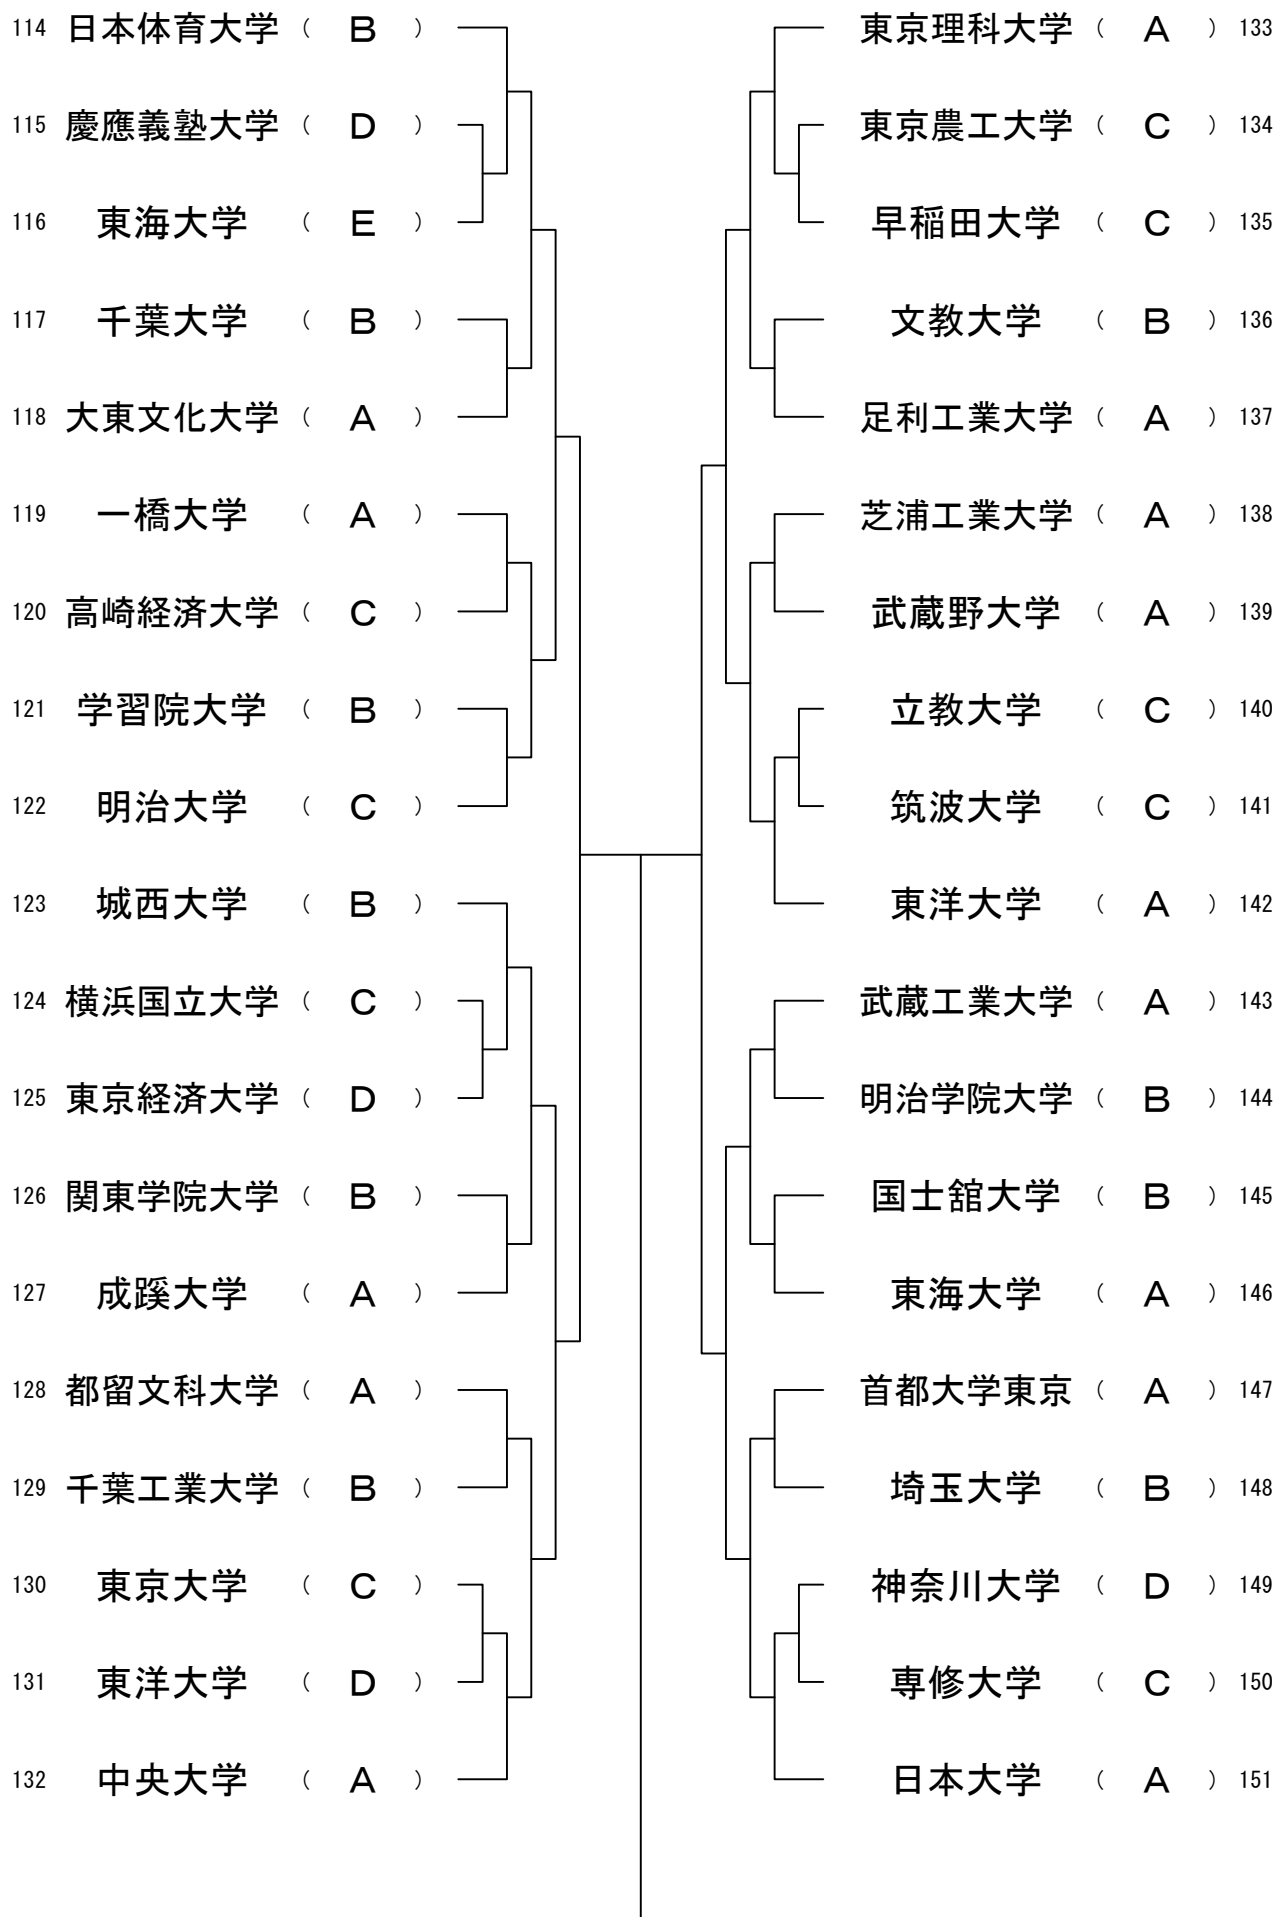 114 日本体育大学 ( B )
115 慶應義塾大学 ( D )
116 東海大学 ( E )
117 千葉大学 ( B )
118 大東文化大学 ( A )
119 一橋大学 ( A )
120 高崎経済大学 ( C )
121 学習院大学 ( B )
122 明治大学 ( C )
123 城西大学 ( B )
124 横浜国立大学 ( C )
125 東京経済大学 ( D )
126 関東学院大学 ( B )
127 成蹊大学 ( A )
128 都留文科大学 ( A )
129 千葉工業大学 ( B )
130 東京大学 ( C )
131 東洋大学 ( D )
132 中央大学 ( A )
東京理科大学 ( A ) 133
東京農工大学 ( C ) 134
早稲田大学 ( C ) 135
文教大学 ( B ) 136
足利工業大学 ( A ) 137
芝浦工業大学 ( A ) 138
武蔵野大学 ( A ) 139
立教大学 ( C ) 140
筑波大学 ( C ) 141
東洋大学 ( A ) 142
武蔵工業大学 ( A ) 143
明治学院大学 ( B ) 144
国士舘大学 ( B ) 145
東海大学 ( A ) 146
首都大学東京 ( A ) 147
埼玉大学 ( B ) 148
神奈川大学 ( D ) 149
専修大学 ( C ) 150
日本大学 ( A ) 151